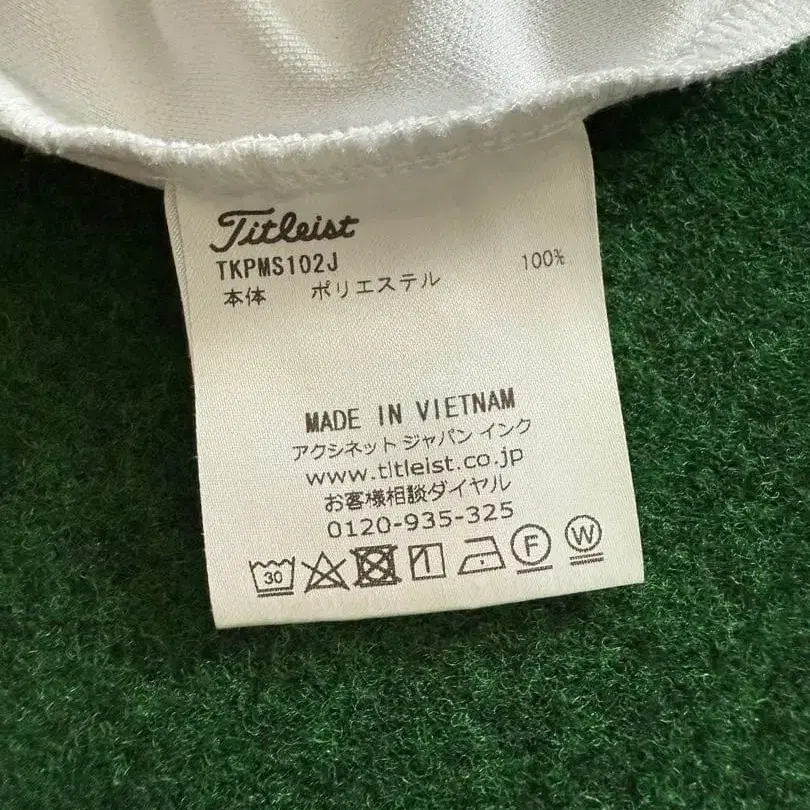 Titleist
TKPMS102J
本体 ポリエステル 100%
MADE IN VIETNAM
アクシネット ジャパン インク
www.titleist.co.jp
お客様相談ダイヤル
0120-935-325
30 F W